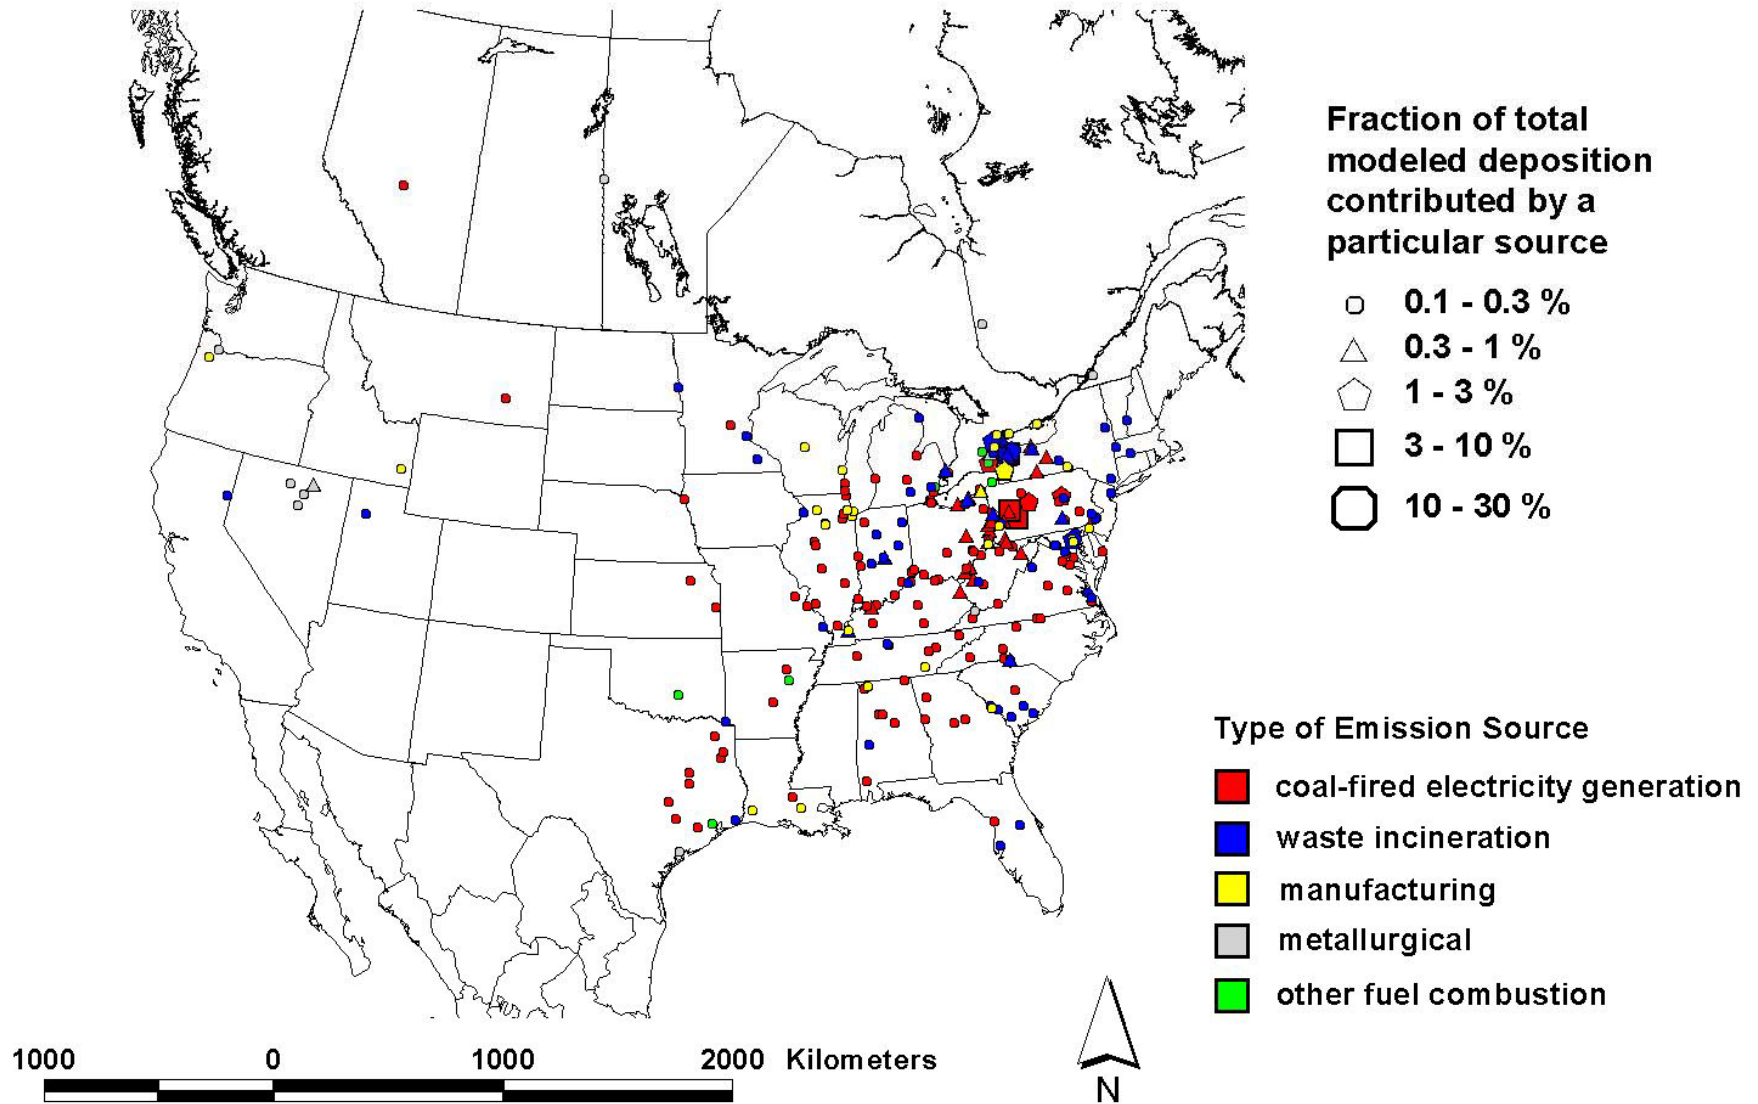 Fraction of total
modeled deposition
contributed by a
particular source
0.1 - 0.3 %
0.3 - 1 %
1 - 3 %
3 - 10 %
10 - 30 %
Type of Emission Source
coal-fired electricity generation
waste incineration
manufacturing
metallurgical
other fuel combustion
1000 0 1000 2000 Kilometers
N